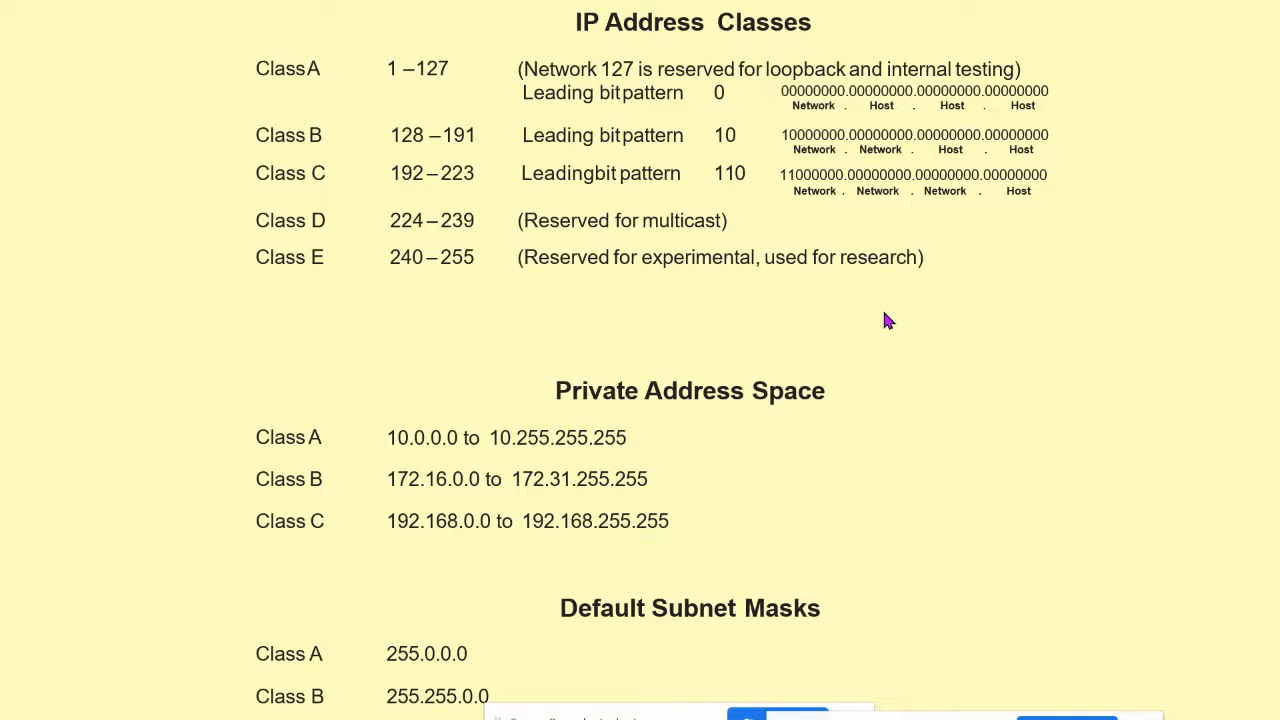 IP Address Classes
Class A 1 – 127 (Network 127 is reserved for loopback and internal testing)
Leading bit pattern 0 00000000.00000000.00000000.00000000
Network . Host . Host . Host
Class B 128 – 191 Leading bit pattern 10 10000000.00000000.00000000.00000000
Network . Network . Host . Host
Class C 192 – 223 Leading bit pattern 110 11000000.00000000.00000000.00000000
Network . Network . Network . Host
Class D 224 – 239 (Reserved for multicast)
Class E 240 – 255 (Reserved for experimental, used for research)
Private Address Space
Class A 10.0.0.0 to 10.255.255.255
Class B 172.16.0.0 to 172.31.255.255
Class C 192.168.0.0 to 192.168.255.255
Default Subnet Masks
Class A 255.0.0.0
Class B 255.255.0.0